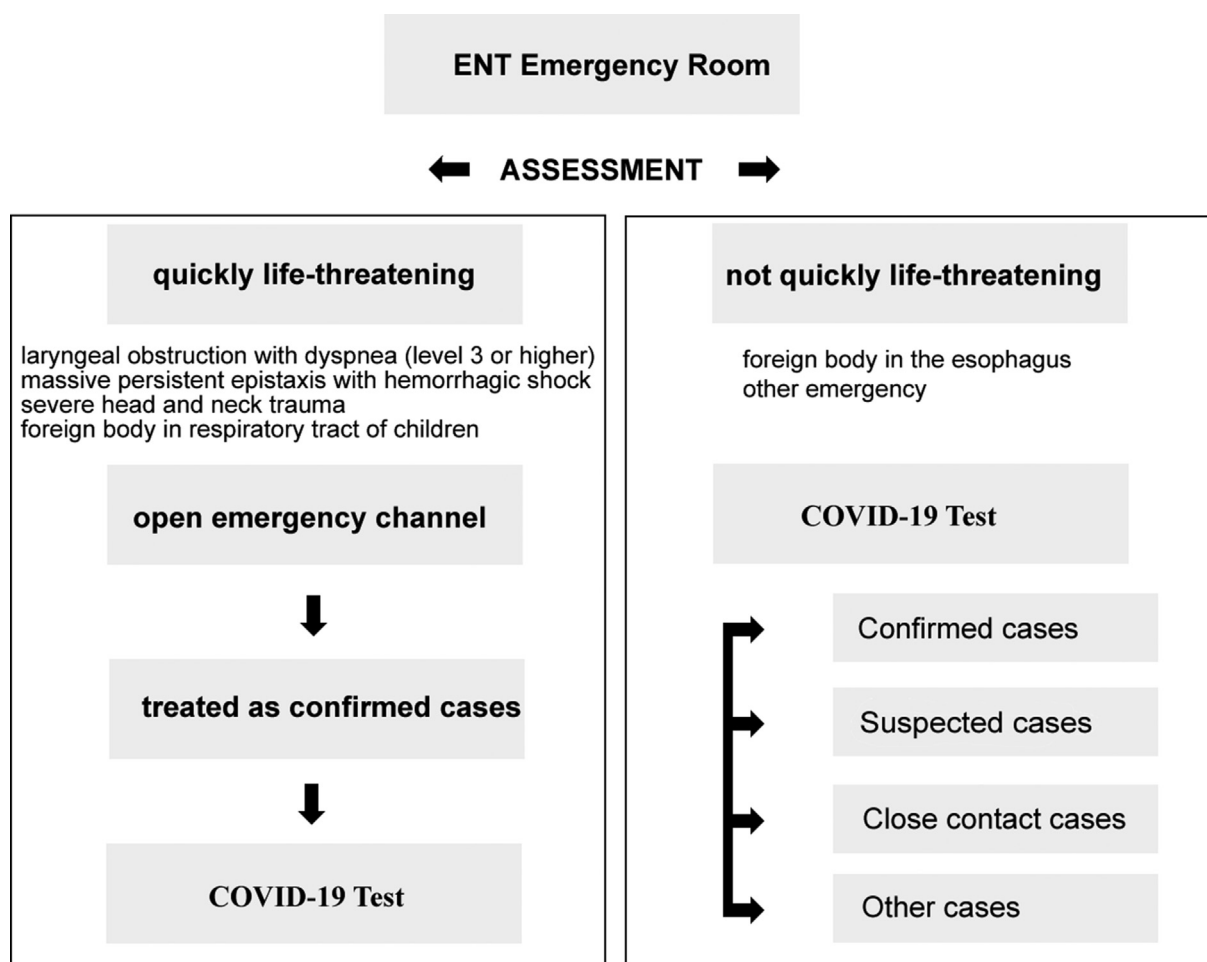 ENT Emergency Room
ASSESSMENT
quickly life-threatening
laryngeal obstruction with dyspnea (level 3 or higher)
massive persistent epistaxis with hemorrhagic shock
severe head and neck trauma
foreign body in respiratory tract of children
open emergency channel
treated as confirmed cases
COVID-19 Test
not quickly life-threatening
foreign body in the esophagus
other emergency
COVID-19 Test
Confirmed cases
Suspected cases
Close contact cases
Other cases